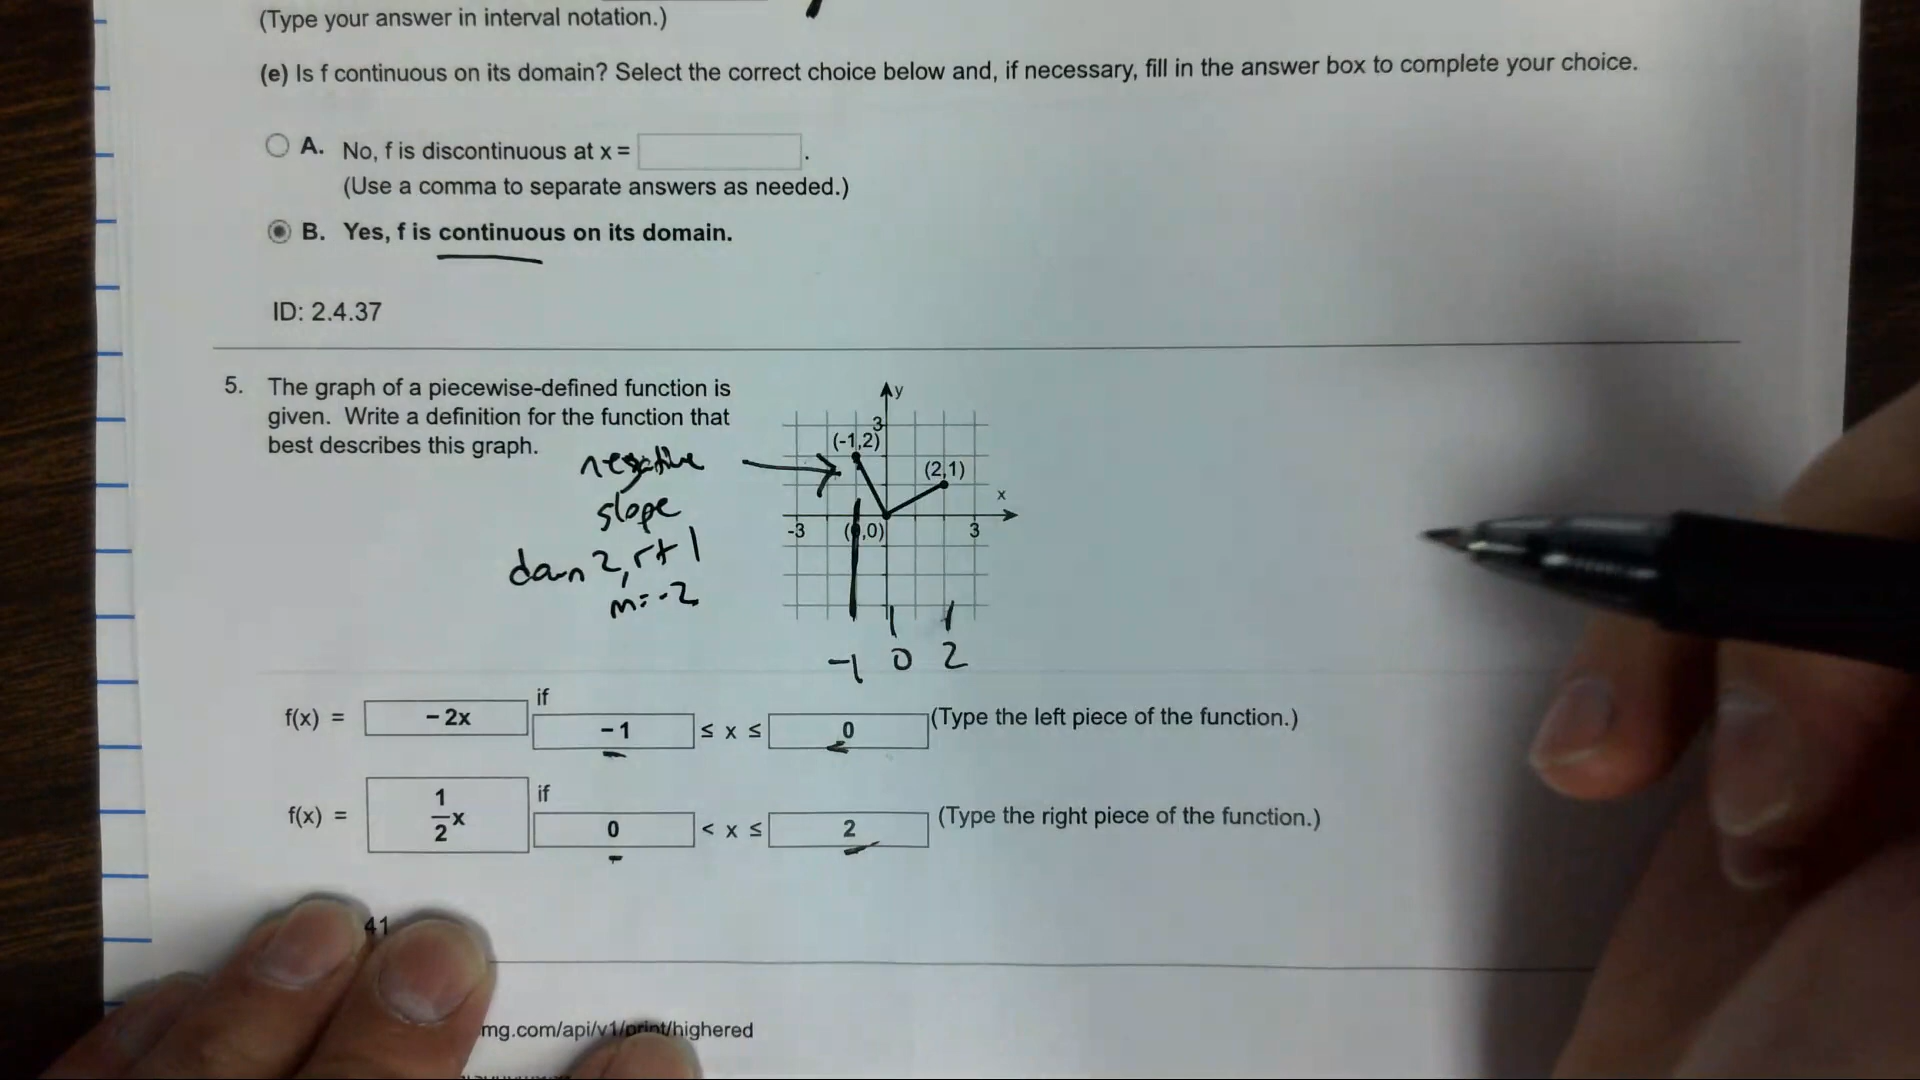 (Type your answer in interval notation.)
(e) Is f continuous on its domain? Select the correct choice below and, if necessary, fill in the answer box to complete your choice.
A. No, f is discontinuous at x = .
(Use a comma to separate answers as needed.)
B. Yes, f is continuous on its domain.
ID: 2.4.37
5. The graph of a piecewise-defined function is
given. Write a definition for the function that
best describes this graph.
negative
slope
down 2, rt 1
m=-2
y
3
(-1,2)
(2,1)
x
-3
,0)
3
-1 0 2
f(x) = -2x if -1 ≤ x ≤ 0 (Type the left piece of the function.)
f(x) = 1/2 x if 0 < x ≤ 2 (Type the right piece of the function.)
41
mg.com/api/v1/print/highered